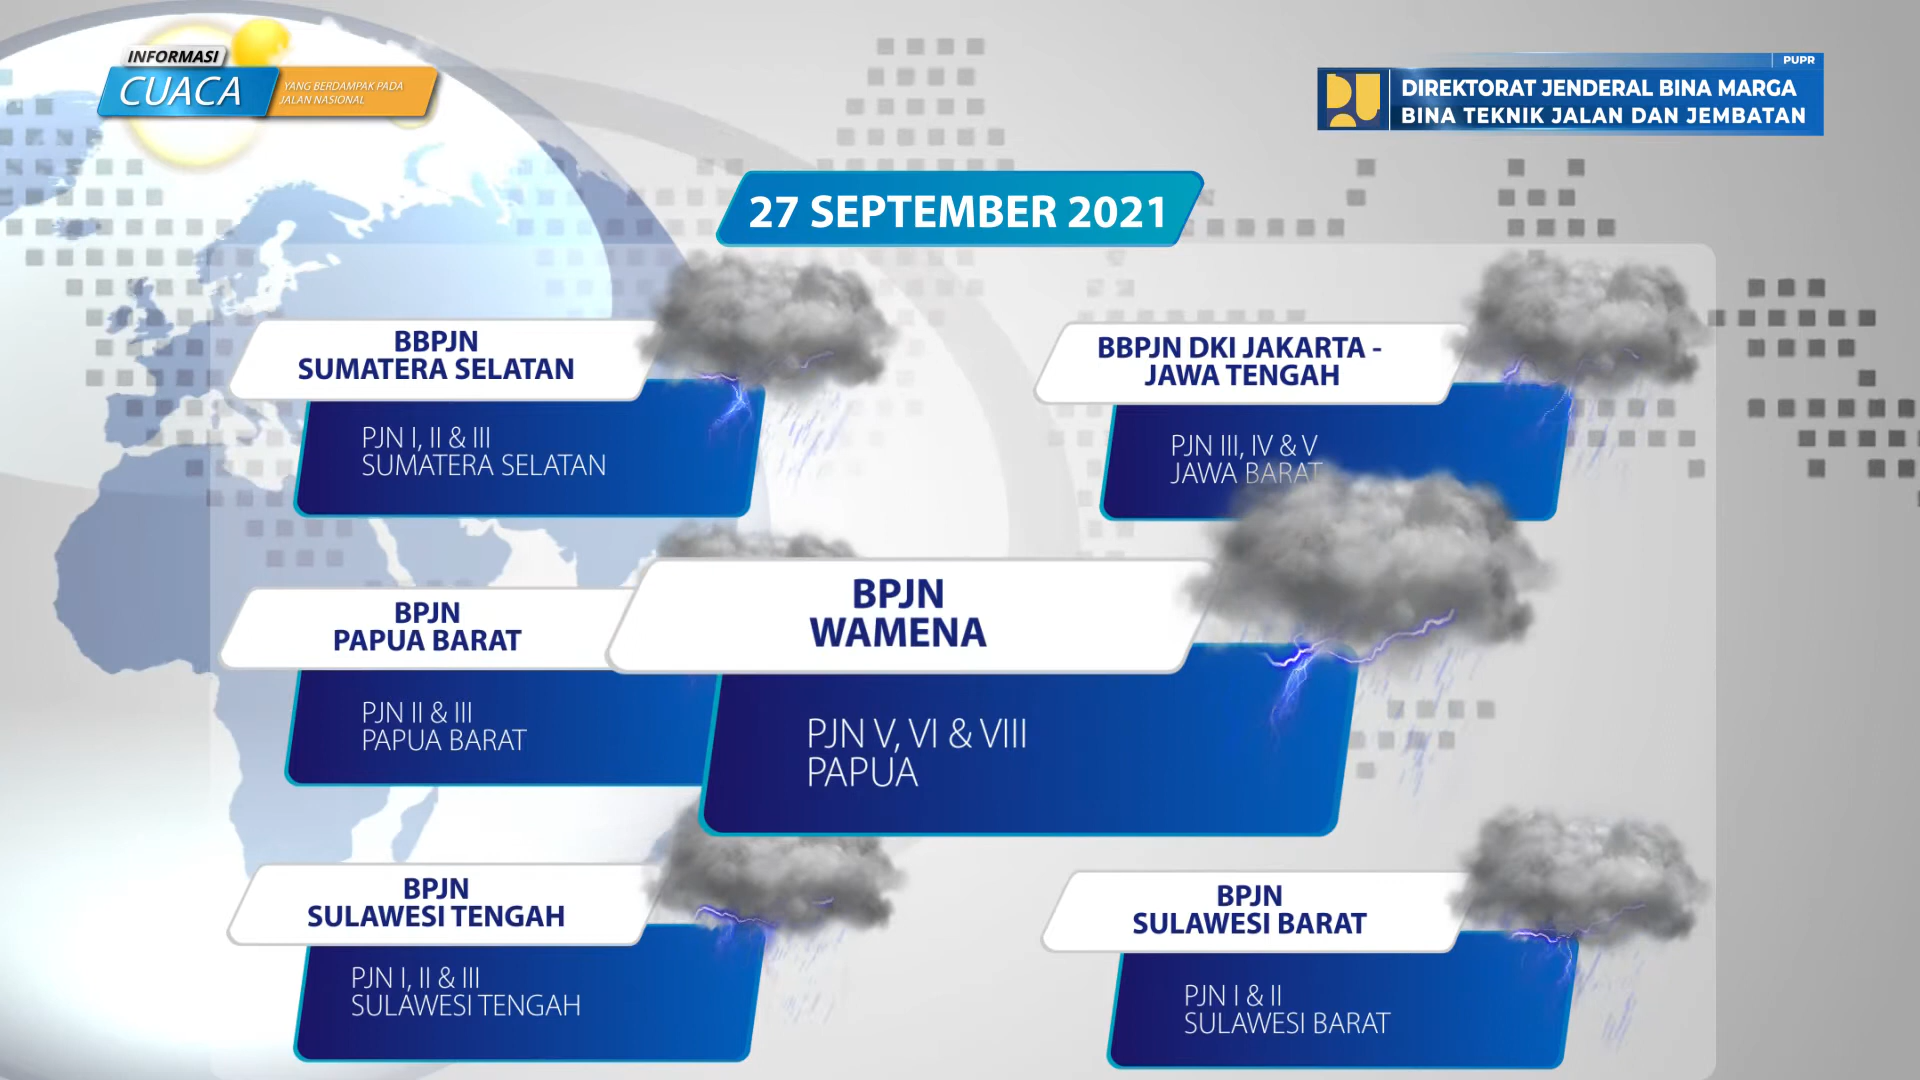 INFORMASI
CUACA
YANG BERDAMPAK PADA
JALAN NASIONAL
PUPR
DIREKTORAT JENDERAL BINA MARGA
BINA TEKNIK JALAN DAN JEMBATAN
27 SEPTEMBER 2021
BBPJN
SUMATERA SELATAN
PJN I, II & III
SUMATERA SELATAN
BBPJN DKI JAKARTA -
JAWA TENGAH
PJN III, IV & V
JAWA BARAT
BPJN
PAPUA BARAT
PJN II & III
PAPUA BARAT
BPJN
WAMENA
PJN V, VI & VIII
PAPUA
BPJN
SULAWESI TENGAH
PJN I, II & III
SULAWESI TENGAH
BPJN
SULAWESI BARAT
PJN I & II
SULAWESI BARAT